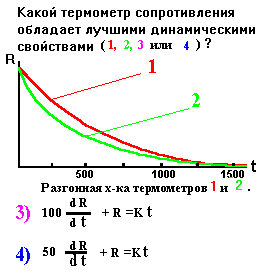 Какой термометр сопротивления
обладает лучшими динамическими
свойствами ( 1, 2, 3 или 4 ) ?
R
1
2
500 1000 1500 t
Разгонная х-ка термометров 1 и 2 .
3) 100 dR/dt + R = K t
4) 50 dR/dt + R = K t